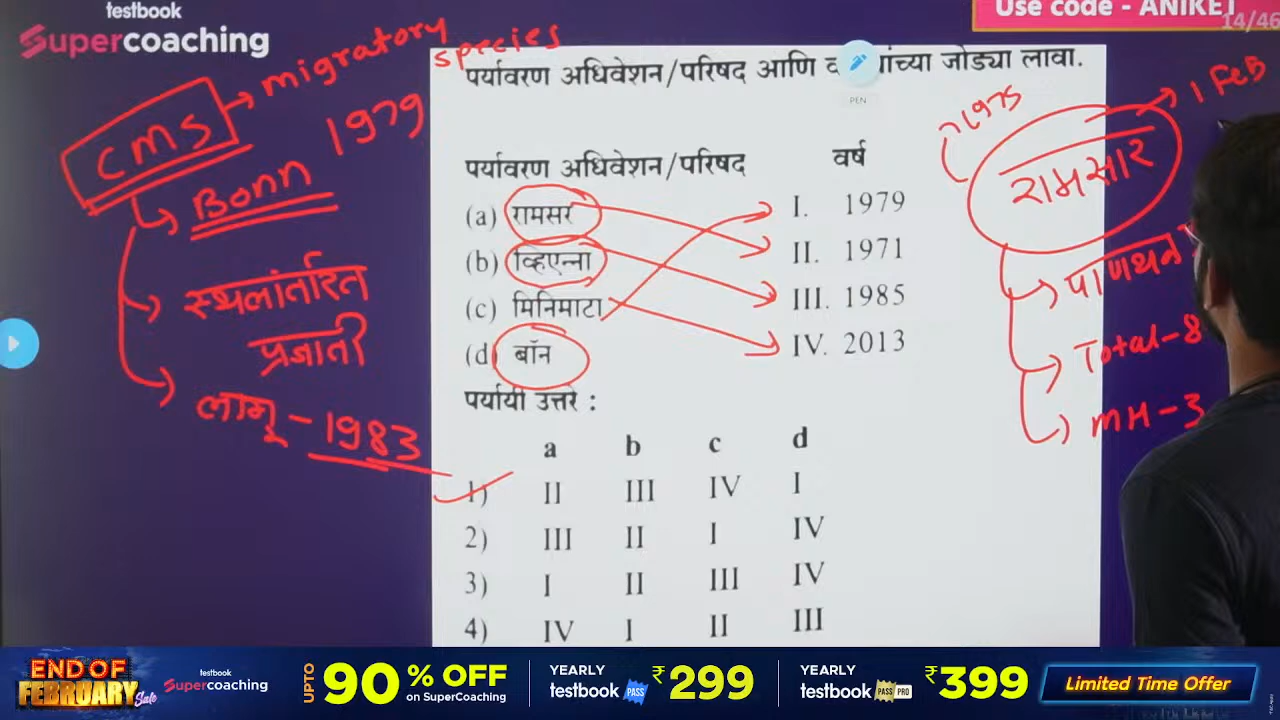 testbook
Supercoaching
Use code - ANIKET
14/46
पर्यावरण अधिवेशन/परिषद आणि व ांच्या जोड्या लावा.
PEN
पर्यावरण अधिवेशन/परिषद वर्ष
(a) रामसर I. 1979
(b) व्हिएन्ना II. 1971
(c) मिनिमाटा III. 1985
(d) बॉन IV. 2013
पर्यायी उत्तरे :
a b c d
1) II III IV I
2) III II I IV
3) I II III IV
4) IV I II III
CMS
migratory species
Bonn 1979
स्थलांतरित
प्रजाती
लागू - 1983
1975
1 Feb
रामसार
पाणथळ
Total-8
MH-3
END OF
FEBRUARY
Sale
testbook
Supercoaching
UPTO
90% OFF
on SuperCoaching
YEARLY
testbook PASS
₹299
YEARLY
testbook PASS PRO
₹399
Limited Time Offer